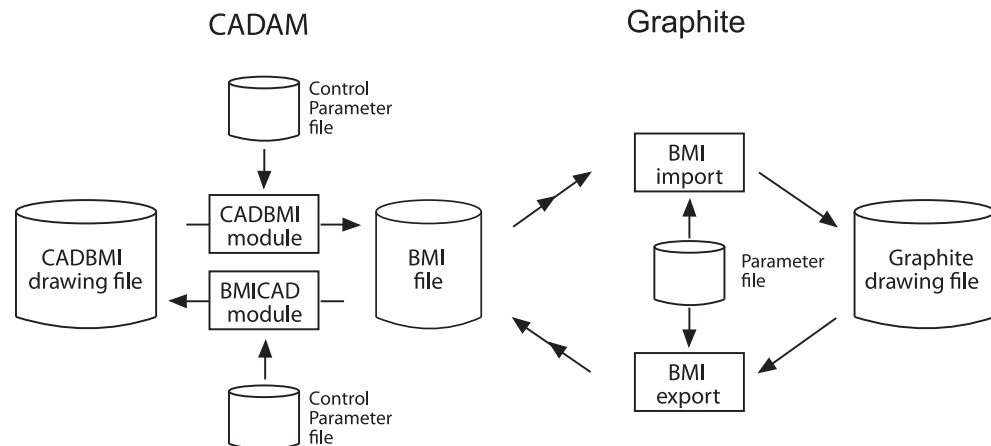 CADAM
Graphite
Control
Parameter
file
CADBMI
module
BMI
import
CADBMI
drawing file
BMI
file
Parameter
file
Graphite
drawing file
BMICAD
module
BMI
export
Control
Parameter
file